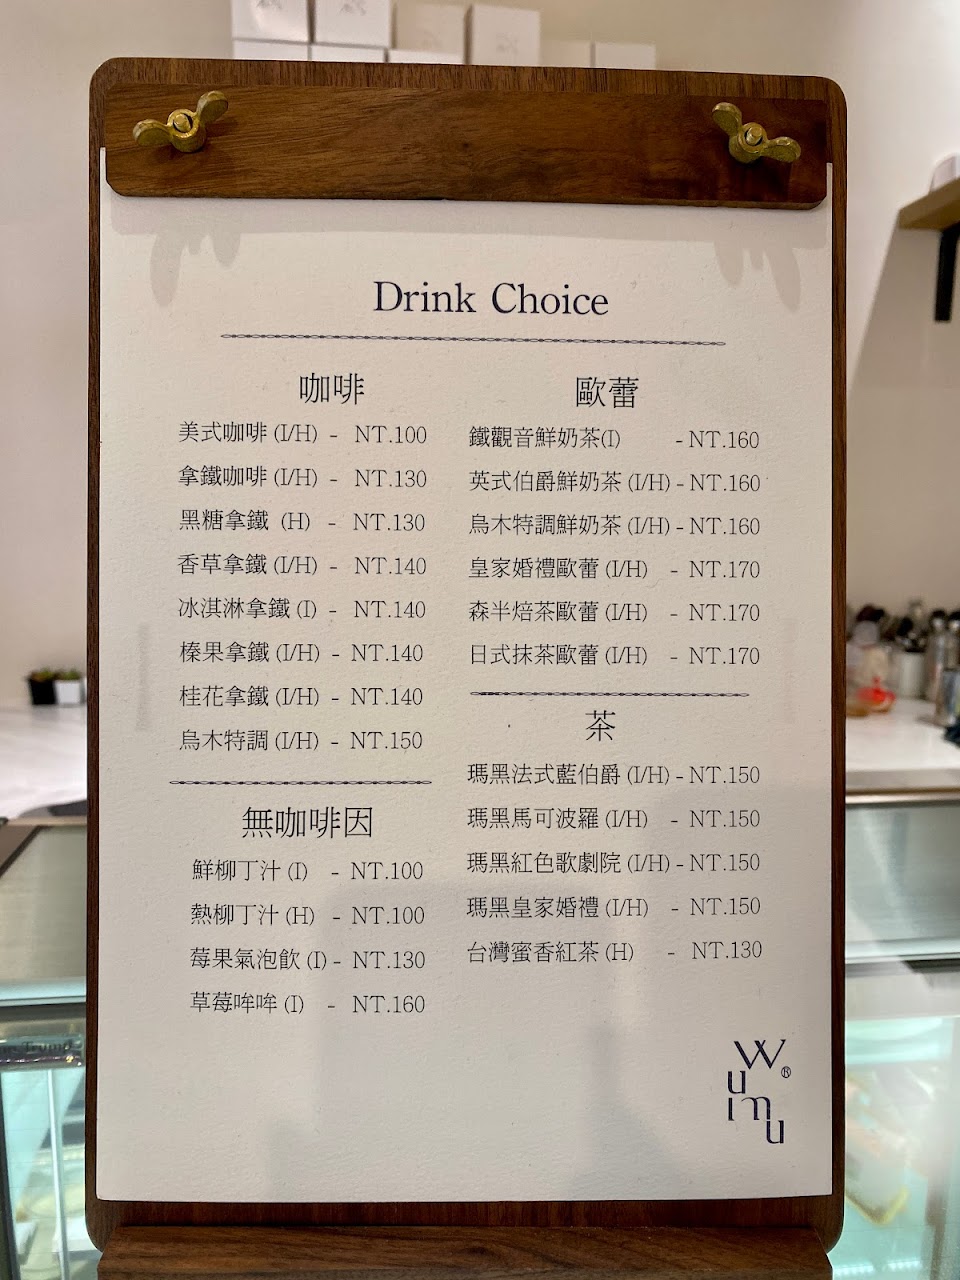 Drink Choice
咖啡
美式咖啡 (I/H) - NT.100
拿鐵咖啡 (I/H) - NT.130
黑糖拿鐵 (H) - NT.130
香草拿鐵 (I/H) - NT.140
冰淇淋拿鐵 (I) - NT.140
榛果拿鐵 (I/H) - NT.140
桂花拿鐵 (I/H) - NT.140
烏木特調 (I/H) - NT.150
無咖啡因
鮮柳丁汁 (I) - NT.100
熱柳丁汁 (H) - NT.100
莓果氣泡飲 (I) - NT.130
草莓哞哞 (I) - NT.160
歐蕾
鐵觀音鮮奶茶(I) - NT.160
英式伯爵鮮奶茶 (I/H) - NT.160
烏木特調鮮奶茶 (I/H) - NT.160
皇家婚禮歐蕾 (I/H) - NT.170
森半焙茶歐蕾 (I/H) - NT.170
日式抹茶歐蕾 (I/H) - NT.170
茶
瑪黑法式藍伯爵 (I/H) - NT.150
瑪黑馬可波羅 (I/H) - NT.150
瑪黑紅色歌劇院 (I/H) - NT.150
瑪黑皇家婚禮 (I/H) - NT.150
台灣蜜香紅茶 (H) - NT.130
Wumu®